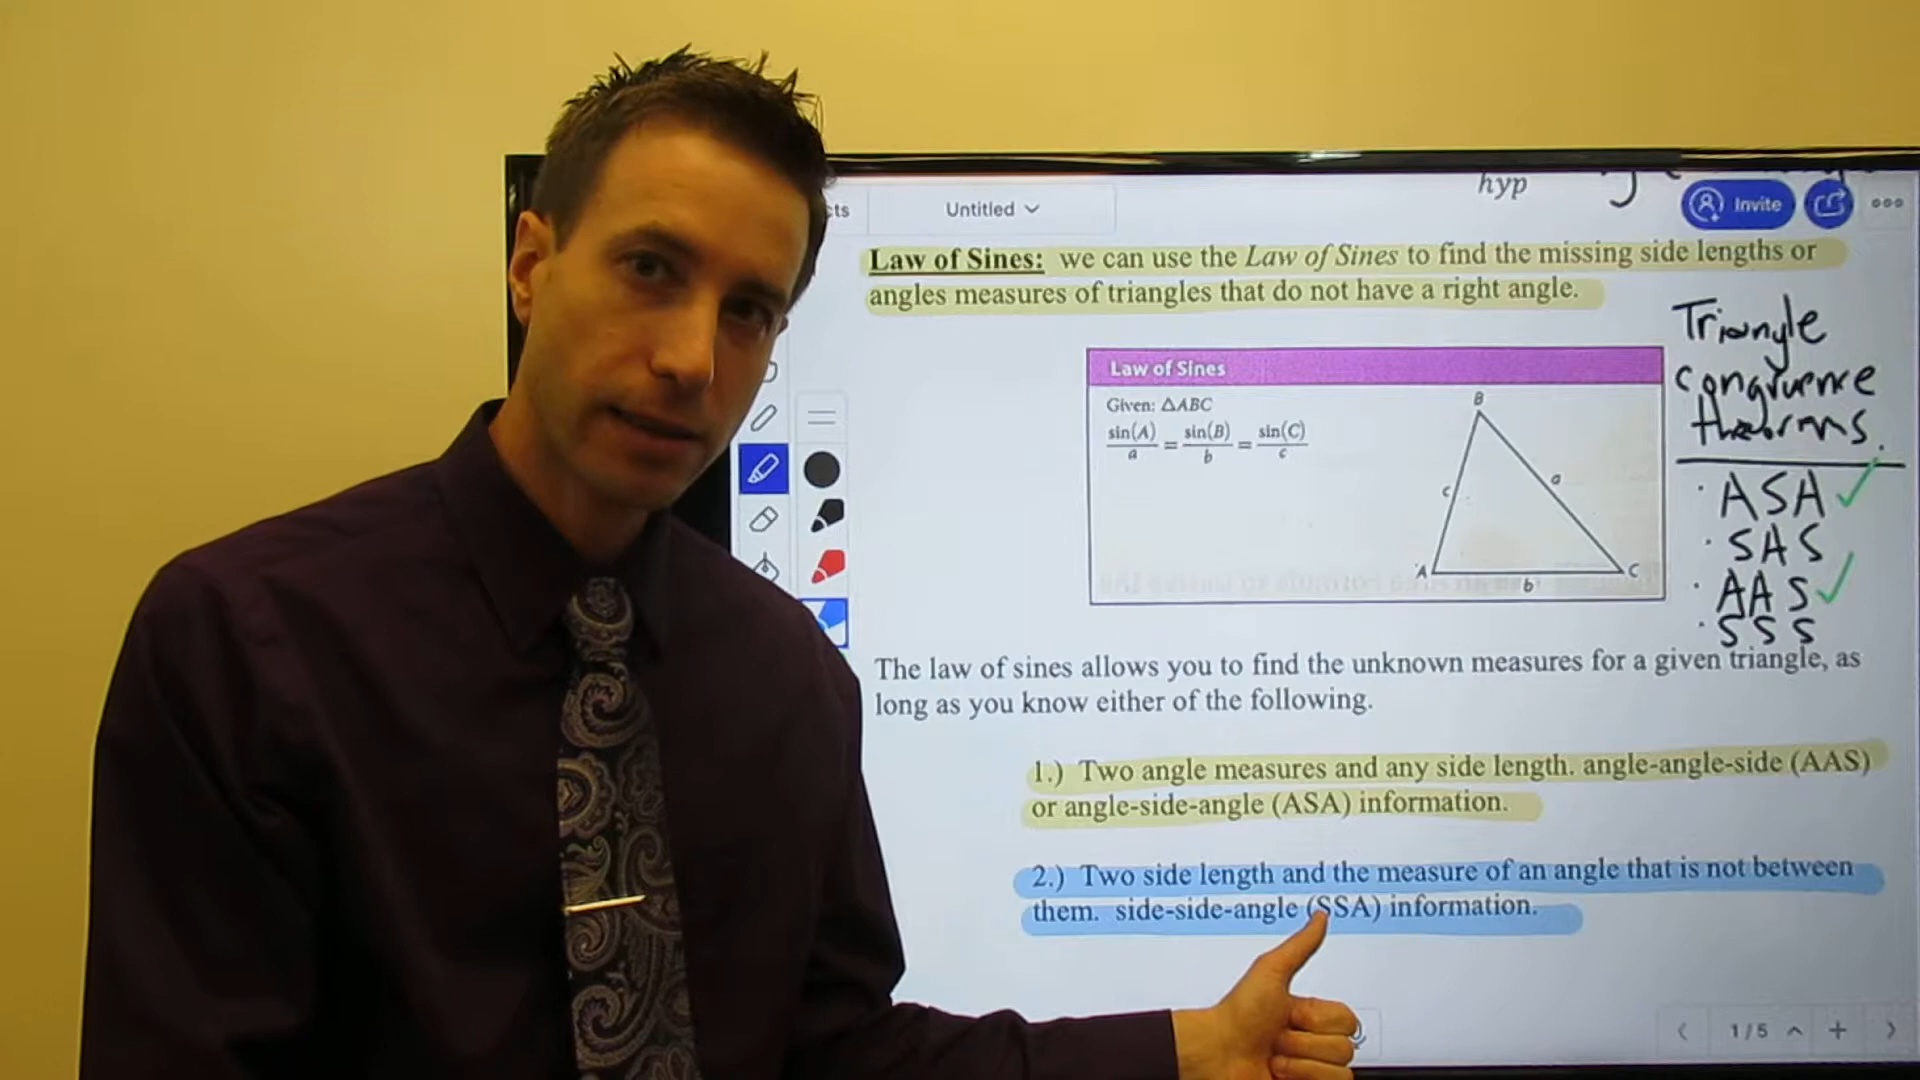 hyp
cts
Untitled
Invite
Law of Sines: we can use the Law of Sines to find the missing side lengths or
angles measures of triangles that do not have a right angle.
Law of Sines
Given: △ABC
sin(A)/a = sin(B)/b = sin(C)/c
B
c
a
A
b
C
Triangle
congruence
theorms.
· ASA ✓
· SAS
· AAS ✓
· SSS
The law of sines allows you to find the unknown measures for a given triangle, as
long as you know either of the following.
1.) Two angle measures and any side length. angle-angle-side (AAS)
or angle-side-angle (ASA) information.
2.) Two side length and the measure of an angle that is not between
them. side-side-angle (SSA) information.
1/5